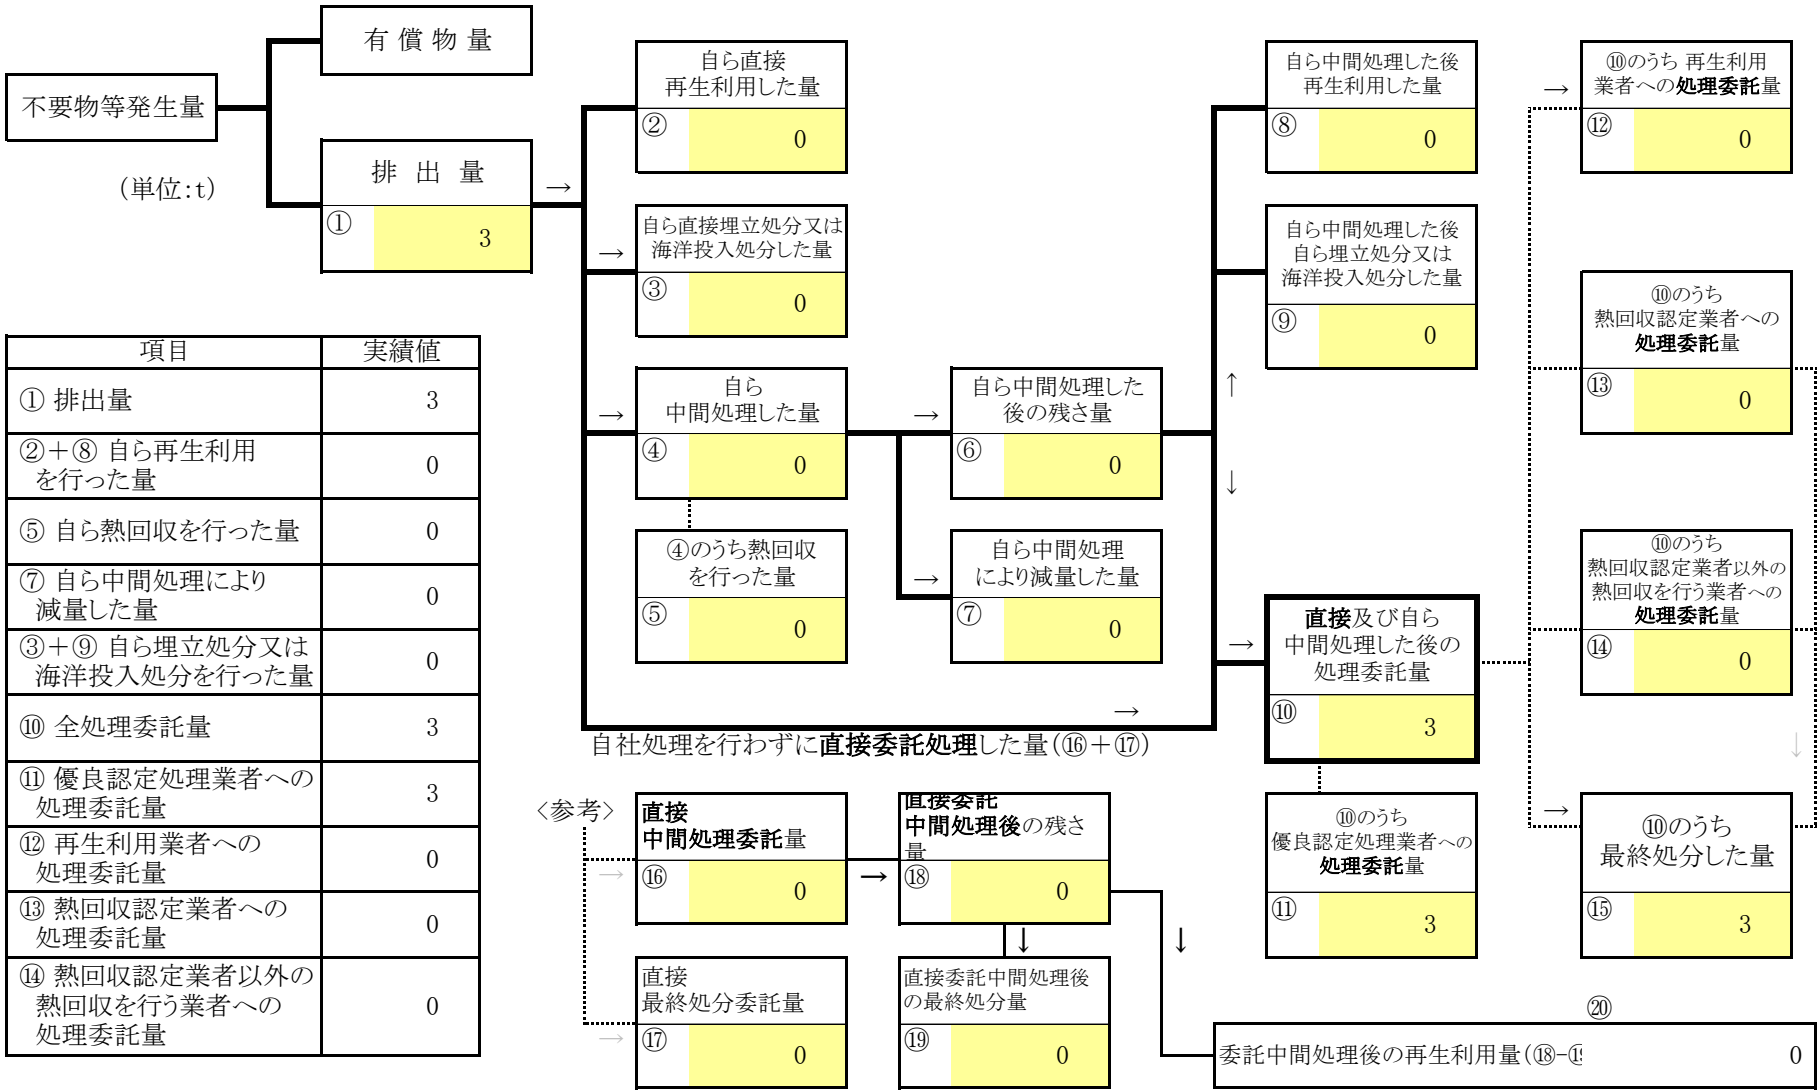 有 償 物 量
不要物等発生量
(単位:t)
排 出 量
①
3
→
自ら直接
再生利用した量
②
0
→
自ら直接埋立処分又は
海洋投入処分した量
③
0
→
自ら
中間処理した量
④
0
④のうち熱回収
を行った量
⑤
0
→
自ら中間処理した
後の残さ量
⑥
0
→
自ら中間処理
により減量した量
⑦
0
自ら中間処理した後
再生利用した量
⑧
0
自ら中間処理した後
自ら埋立処分又は
海洋投入処分した量
⑨
0
↑
↓
→
直接及び自ら
中間処理した後の
処理委託量
⑩
3
→
自社処理を行わずに直接委託処理した量(⑯+⑰)
⑩のうち
優良認定処理業者への
処理委託量
⑪
3
→
⑩のうち 再生利用
業者への処理委託量
⑫
0
⑩のうち
熱回収認定業者への
処理委託量
⑬
0
⑩のうち
熱回収認定業者以外の
熱回収を行う業者への
処理委託量
⑭
0
↓
→
⑩のうち
最終処分した量
⑮
3
項目 実績値
① 排出量 3
②+⑧ 自ら再生利用
を行った量 0
⑤ 自ら熱回収を行った量 0
⑦ 自ら中間処理により
減量した量 0
③+⑨ 自ら埋立処分又は
海洋投入処分を行った量 0
⑩ 全処理委託量 3
⑪ 優良認定処理業者への
処理委託量 3
⑫ 再生利用業者への
処理委託量 0
⑬ 熱回収認定業者への
処理委託量 0
⑭ 熱回収認定業者以外の
熱回収を行う業者への
処理委託量 0
<参考>
→
直接
中間処理委託量
⑯
0
→
直接委託
中間処理後の残さ
量
⑱
0
↓
↓
→
直接
最終処分委託量
⑰
0
直接委託中間処理後
の最終処分量
⑲
0
⑳
委託中間処理後の再生利用量(⑱-⑲
0